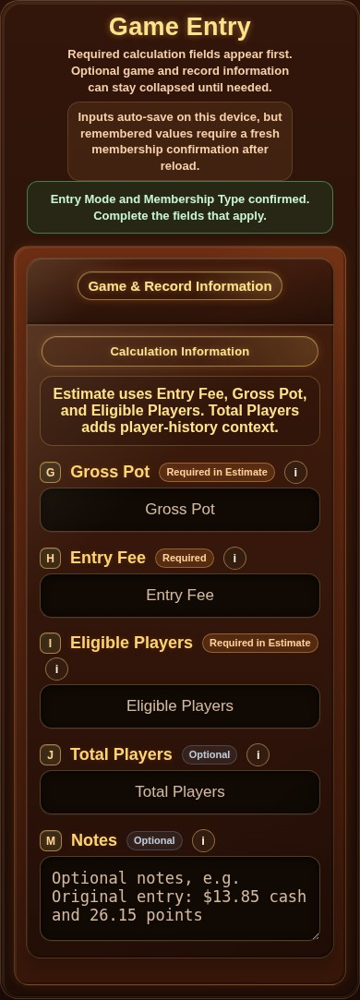 Game Entry
Required calculation fields appear first.
Optional game and record information
can stay collapsed until needed.
Inputs auto-save on this device, but
remembered values require a fresh
membership confirmation after
reload.
Entry Mode and Membership Type confirmed.
Complete the fields that apply.
Game & Record Information
Calculation Information
Estimate uses Entry Fee, Gross Pot,
and Eligible Players. Total Players
adds player-history context.
G Gross Pot Required in Estimate i
Gross Pot
H Entry Fee Required i
Entry Fee
I Eligible Players Required in Estimate
i
Eligible Players
J Total Players Optional i
Total Players
M Notes Optional i
Optional notes, e.g.
Original entry: $13.85 cash
and 26.15 points